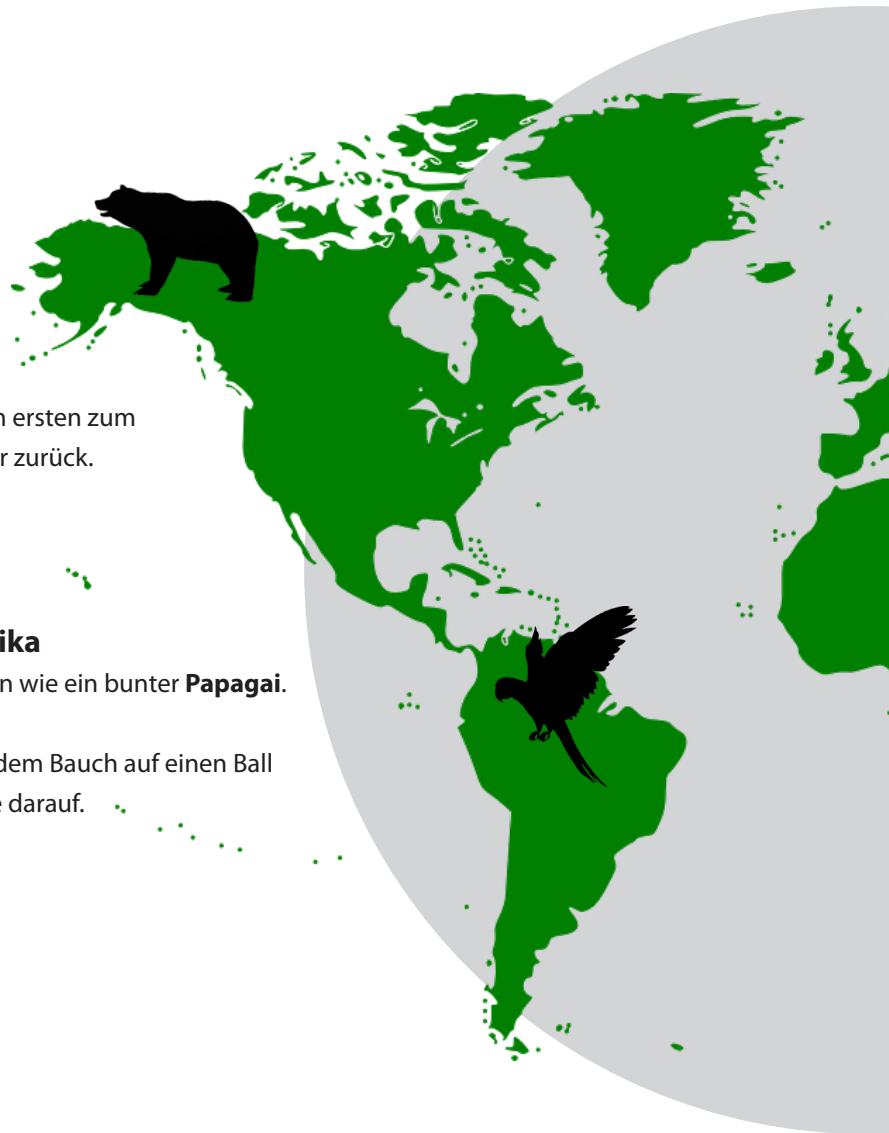 ersten zum
zurück.
ika
n wie ein bunter Papagai.
dem Bauch auf einen Ball
e darauf.